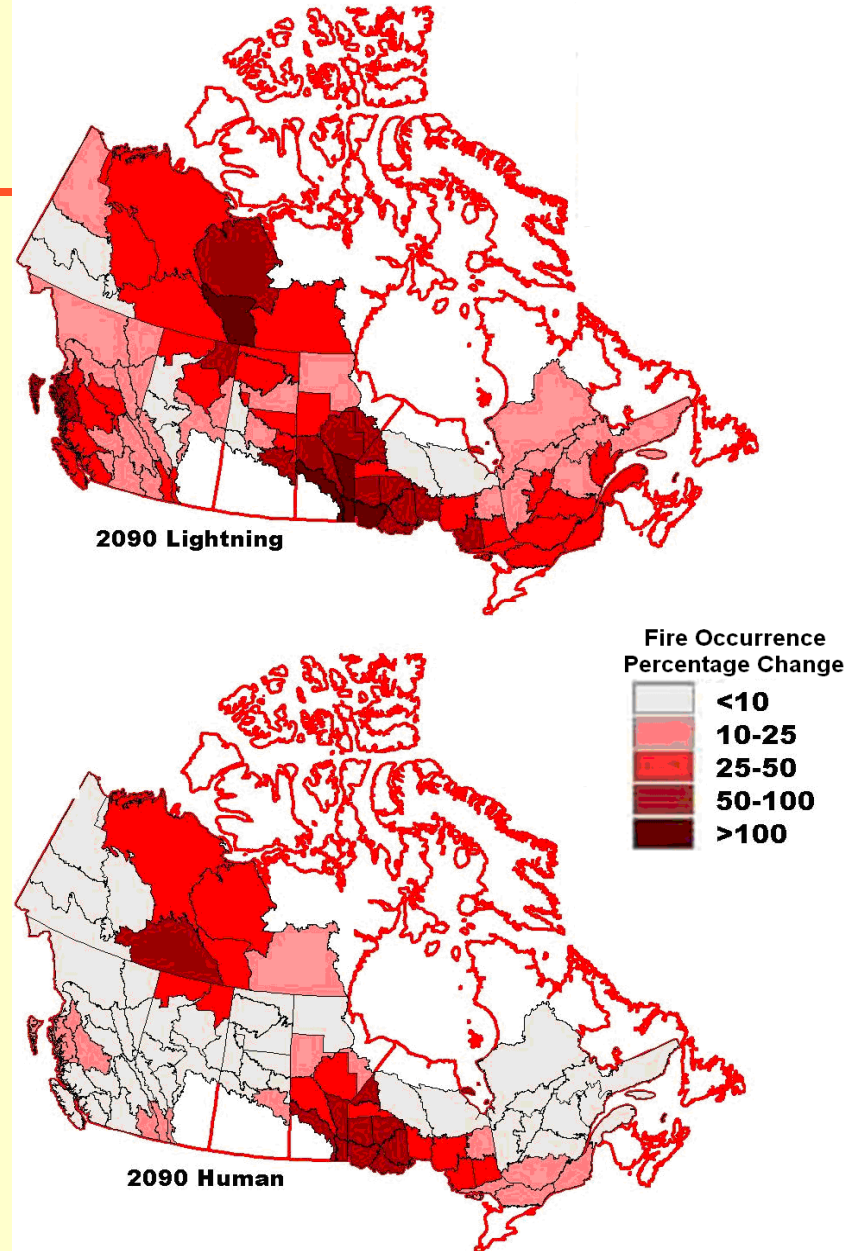 2090 Lightning
Fire Occurrence
Percentage Change
<10
10-25
25-50
50-100
>100
2090 Human